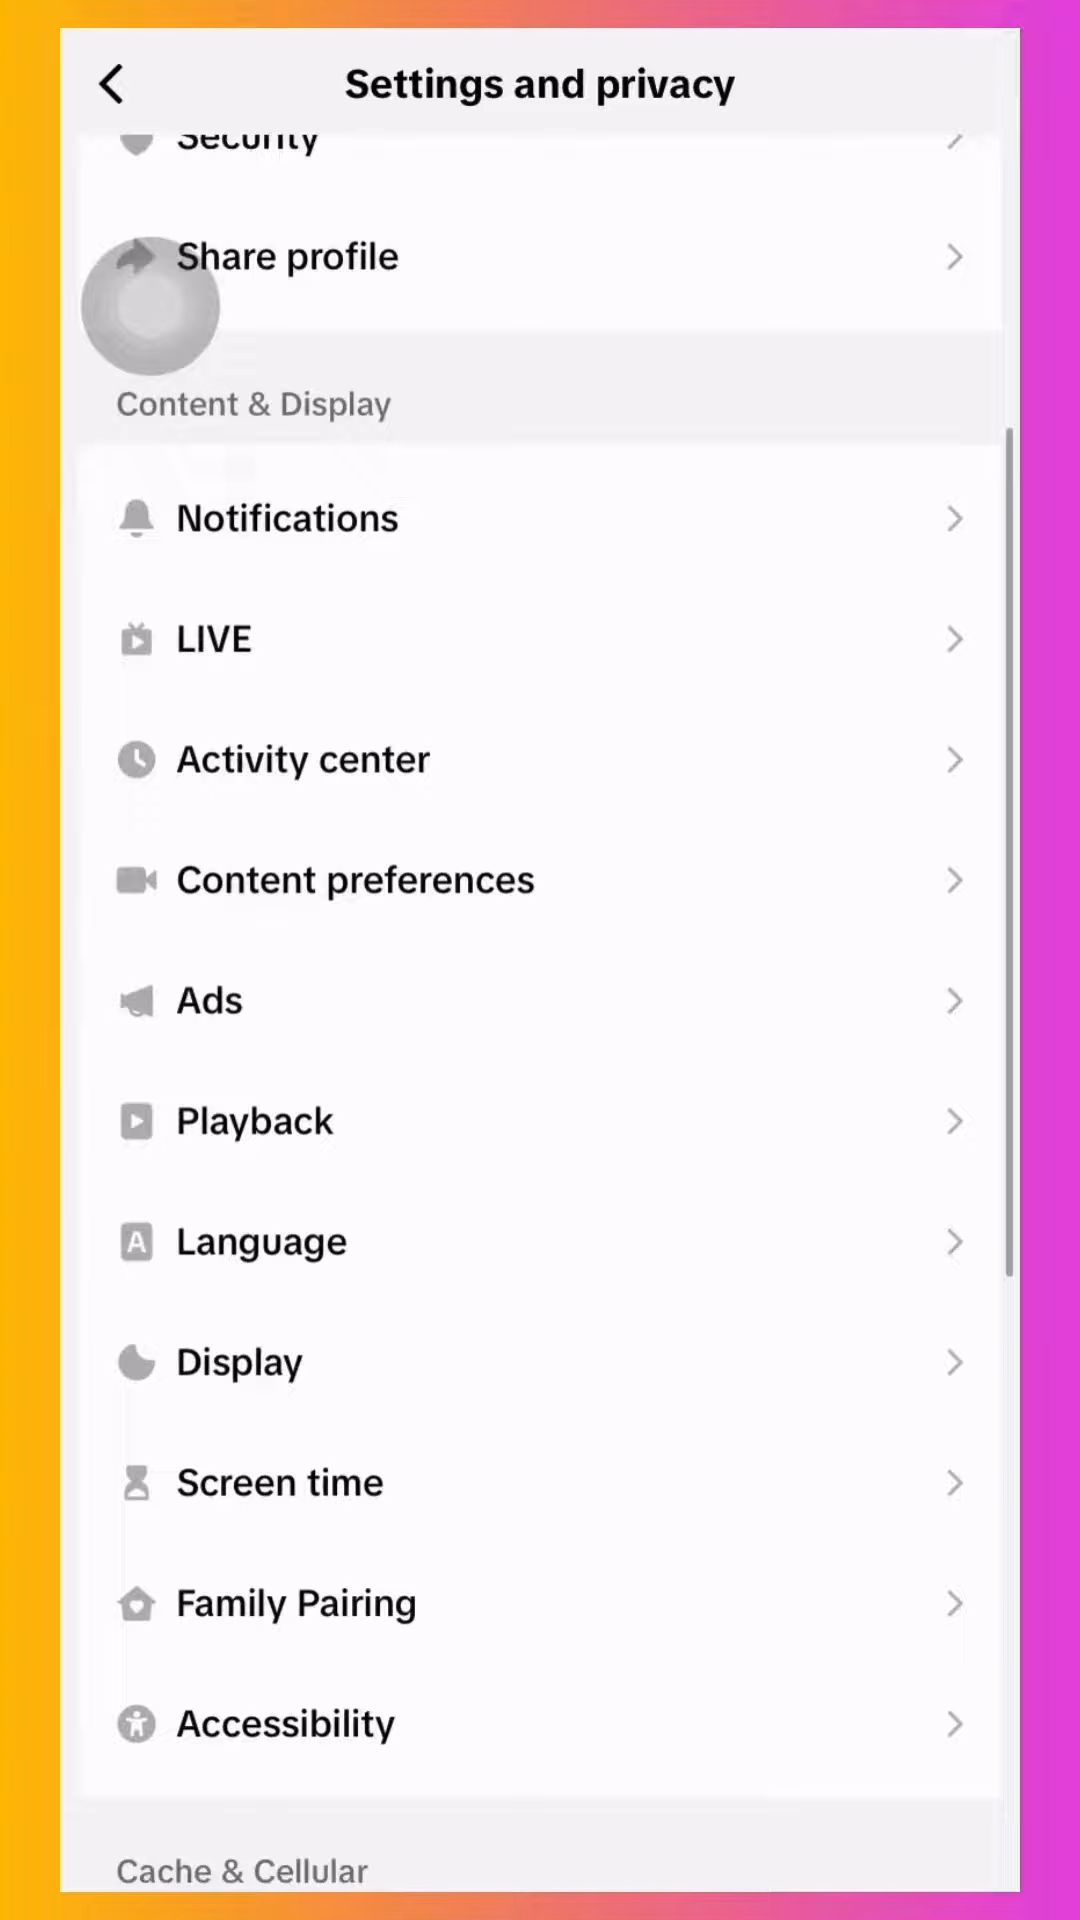 Settings and privacy
Security
Share profile
Content & Display
Notifications
LIVE
Activity center
Content preferences
Ads
Playback
A Language
Display
Screen time
Family Pairing
Accessibility
Cache & Cellular